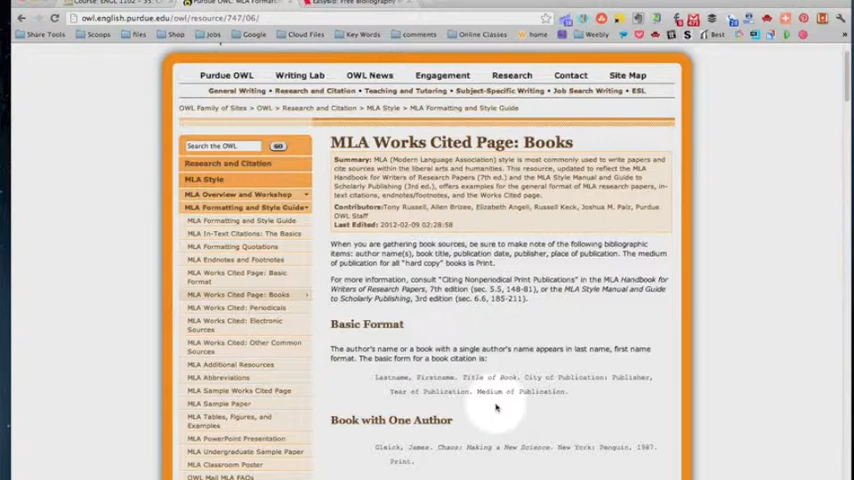 Course: ENGL 1102 - 33:
Purdue OWL: MLA Format
EasyBib: Free Bibliography
owl.english.purdue.edu/owl/resource/747/06/
Share Tools Scoops files Shop Jobs Google Cloud Files Key Words comments Online Classes home Weebly Best Other
Purdue OWL Writing Lab OWL News Engagement Research Contact Site Map
General Writing • Research and Citation • Teaching and Tutoring • Subject-Specific Writing • Job Search Writing • ESL
OWL Family of Sites > OWL > Research and Citation > MLA Style > MLA Formatting and Style Guide
Search the OWL GO
Research and Citation
MLA Style
MLA Overview and Workshop
MLA Formatting and Style Guide
MLA Formatting and Style Guide
MLA In-Text Citations: The Basics
MLA Formatting Quotations
MLA Endnotes and Footnotes
MLA Works Cited Page: Basic
Format
MLA Works Cited Page: Books
MLA Works Cited: Periodicals
MLA Works Cited: Electronic
Sources
MLA Works Cited: Other Common
Sources
MLA Additional Resources
MLA Abbreviations
MLA Sample Works Cited Page
MLA Sample Paper
MLA Tables, Figures, and
Examples
MLA PowerPoint Presentation
MLA Undergraduate Sample Paper
MLA Classroom Poster
OWL Mail MLA FAQs
MLA Works Cited Page: Books
Summary: MLA (Modern Language Association) style is most commonly used to write papers and
cite sources within the liberal arts and humanities. This resource, updated to reflect the MLA
Handbook for Writers of Research Papers (7th ed.) and the MLA Style Manual and Guide to
Scholarly Publishing (3rd ed.), offers examples for the general format of MLA research papers, in-
text citations, endnotes/footnotes, and the Works Cited page.
Contributors:Tony Russell, Allen Brizee, Elizabeth Angeli, Russell Keck, Joshua M. Paiz, Purdue
OWL Staff
Last Edited: 2012-02-09 02:28:58
When you are gathering book sources, be sure to make note of the following bibliographic
items: author name(s), book title, publication date, publisher, place of publication. The medium
of publication for all "hard copy" books is Print.
For more information, consult "Citing Nonperiodical Print Publications" in the MLA Handbook for
Writers of Research Papers, 7th edition (sec. 5.5, 148-81), or the MLA Style Manual and Guide
to Scholarly Publishing, 3rd edition (sec. 6.6, 185-211).
Basic Format
The author's name or a book with a single author's name appears in last name, first name
format. The basic form for a book citation is:
Lastname, Firstname. Title of Book. City of Publication: Publisher,
Year of Publication. Medium of Publication.
Book with One Author
Gleick, James. Chaos: Making a New Science. New York: Penguin, 1987.
Print.